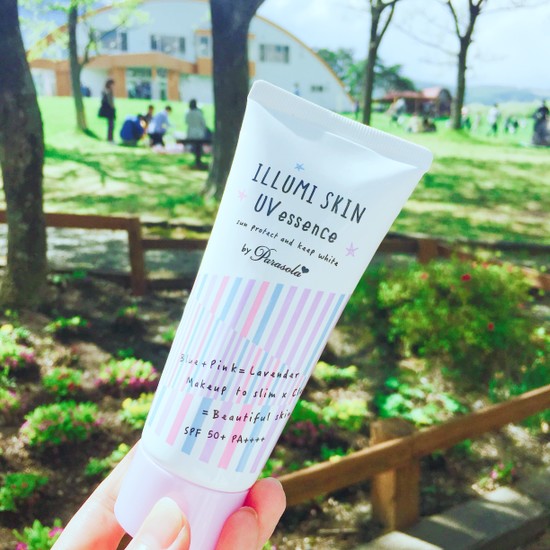 ILLUMI SKIN
UV essence
sun protect and keep white
by Parasola
Blue + Pink = Lavender
Makeup to slim x
= Beautiful skin
SPF 50+ PA++++